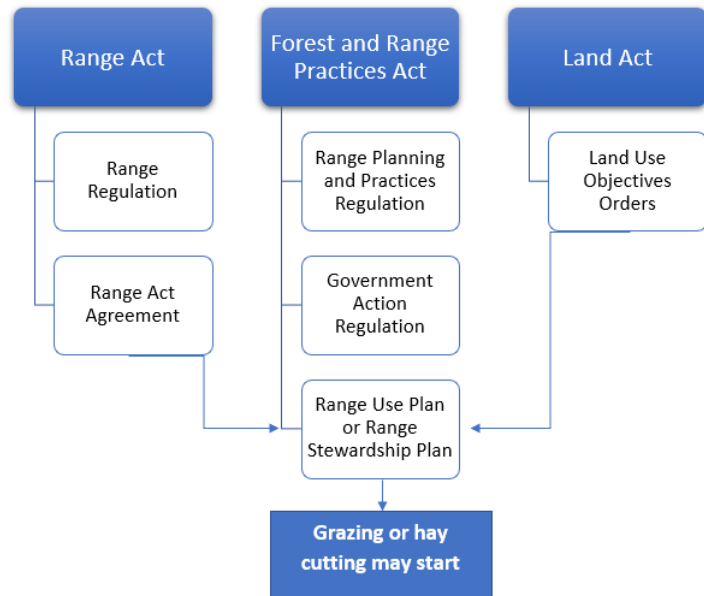 Range Act
Range
Regulation
Range Act
Agreement
Forest and Range
Practices Act
Range Planning
and Practices
Regulation
Government
Action
Regulation
Range Use Plan
or Range
Stewardship Plan
Grazing or hay
cutting may start
Land Act
Land Use
Objectives
Orders